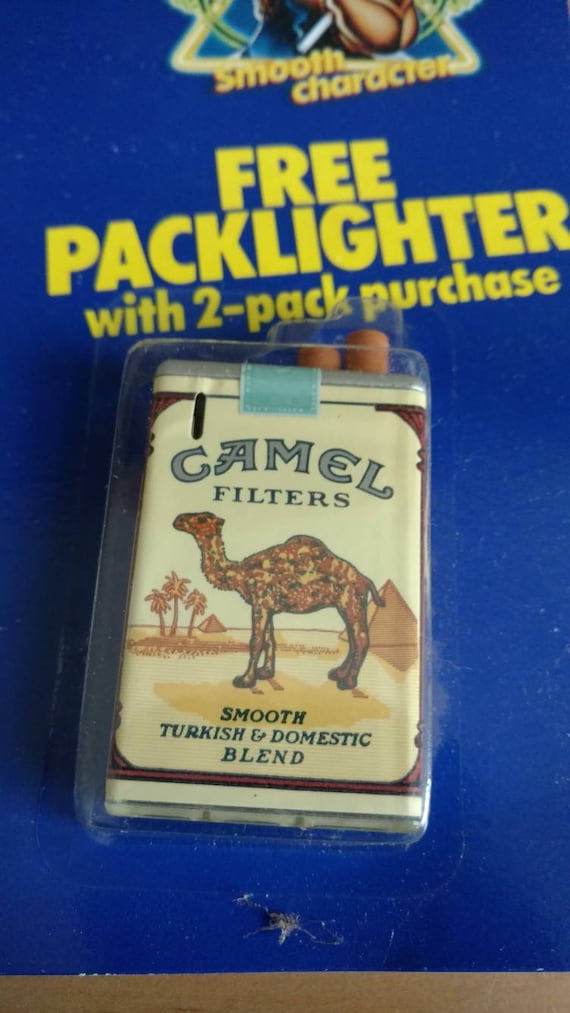 smooth
character
FREE
PACKLIGHTER
with 2-pack purchase
CAMEL
FILTERS
SMOOTH
TURKISH & DOMESTIC
BLEND